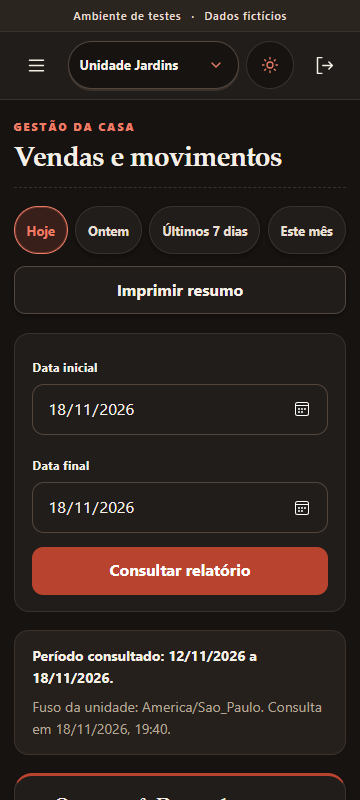 Ambiente de testes · Dados fictícios
Unidade Jardins
GESTÃO DA CASA
Vendas e movimentos
Hoje
Ontem
Últimos 7 dias
Este mês
Imprimir resumo
Data inicial
18/11/2026
Data final
18/11/2026
Consultar relatório
Período consultado: 12/11/2026 a
18/11/2026.
Fuso da unidade: America/Sao_Paulo. Consulta
em 18/11/2026, 19:40.